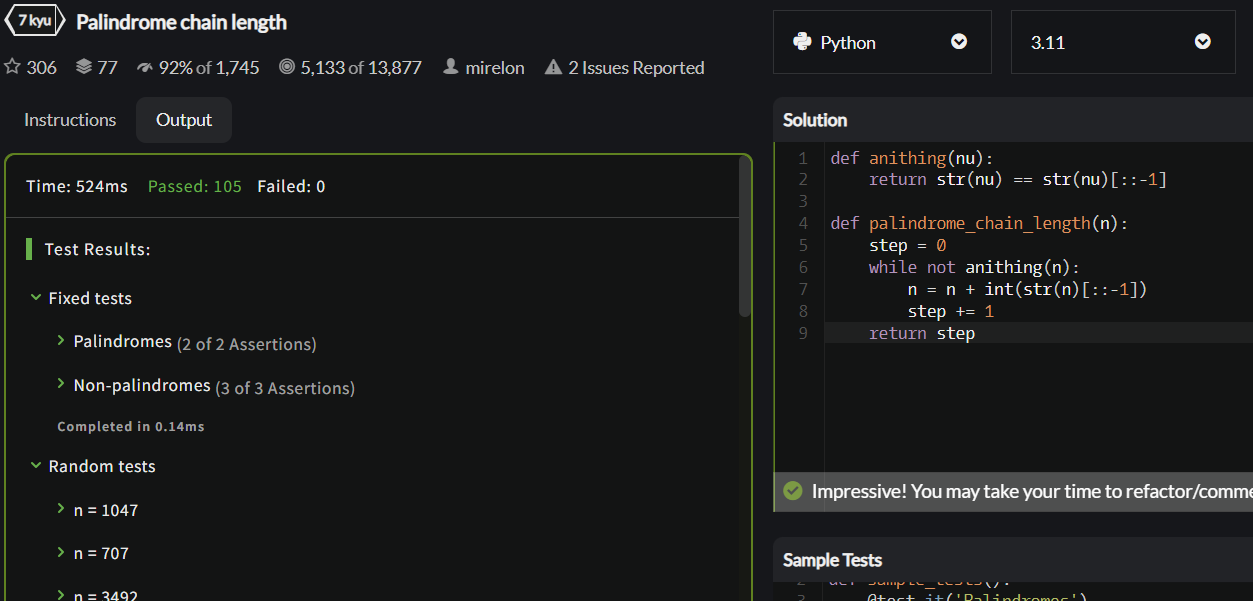 7 kyu Palindrome chain length
306 77 92% of 1,745 5,133 of 13,877 mirelon 2 Issues Reported
Instructions Output
Time: 524ms Passed: 105 Failed: 0
Test Results:
Fixed tests
Palindromes (2 of 2 Assertions)
Non-palindromes (3 of 3 Assertions)
Completed in 0.14ms
Random tests
n = 1047
n = 707
n = 3492
Python 3.11
Solution
1 def anithing(nu):
2 return str(nu) == str(nu)[::-1]
3
4 def palindrome_chain_length(n):
5 step = 0
6 while not anithing(n):
7 n = n + int(str(n)[::-1])
8 step += 1
9 return step
Impressive! You may take your time to refactor/comme
Sample Tests
2 def sample_tests():
3 @test.it('Palindromes')